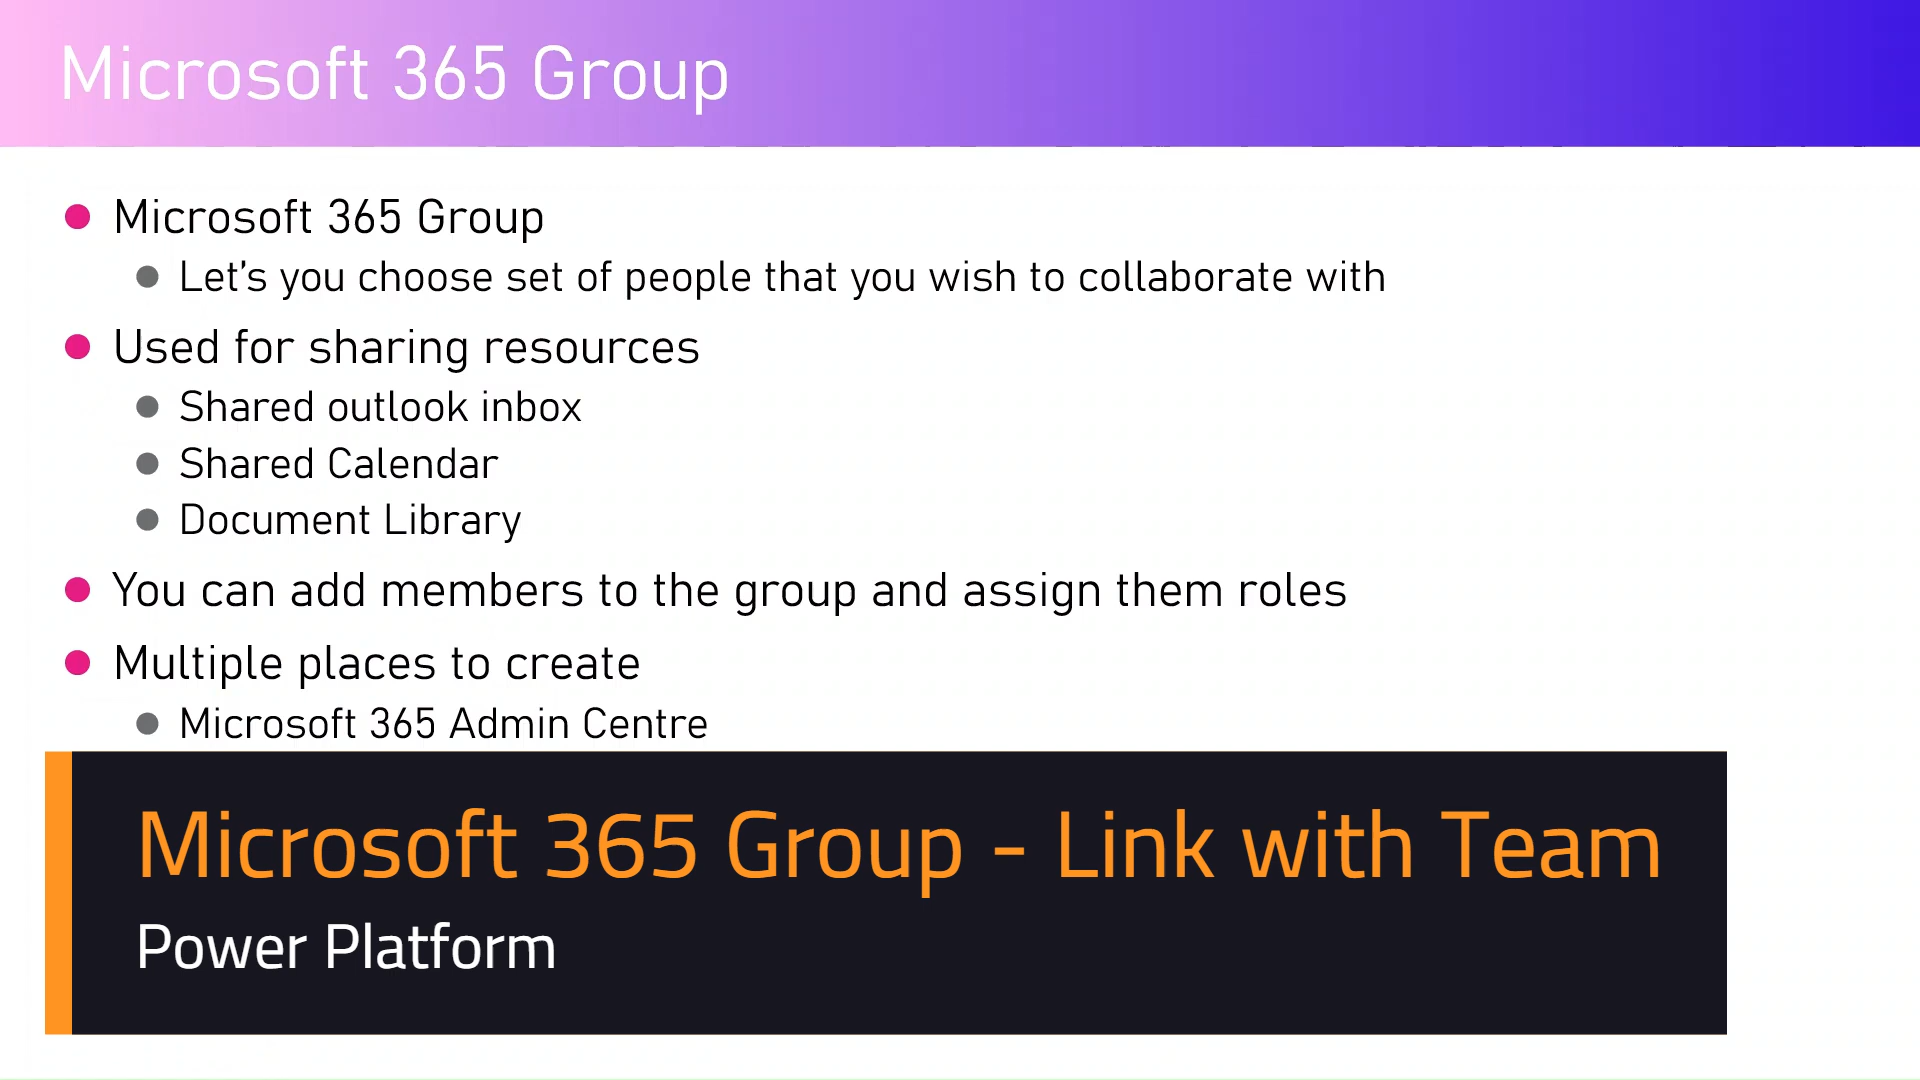 Microsoft 365 Group
Microsoft 365 Group
Let's you choose set of people that you wish to collaborate with
Used for sharing resources
Shared outlook inbox
Shared Calendar
Document Library
You can add members to the group and assign them roles
Multiple places to create
Microsoft 365 Admin Centre
Microsoft 365 Group - Link with Team
Power Platform